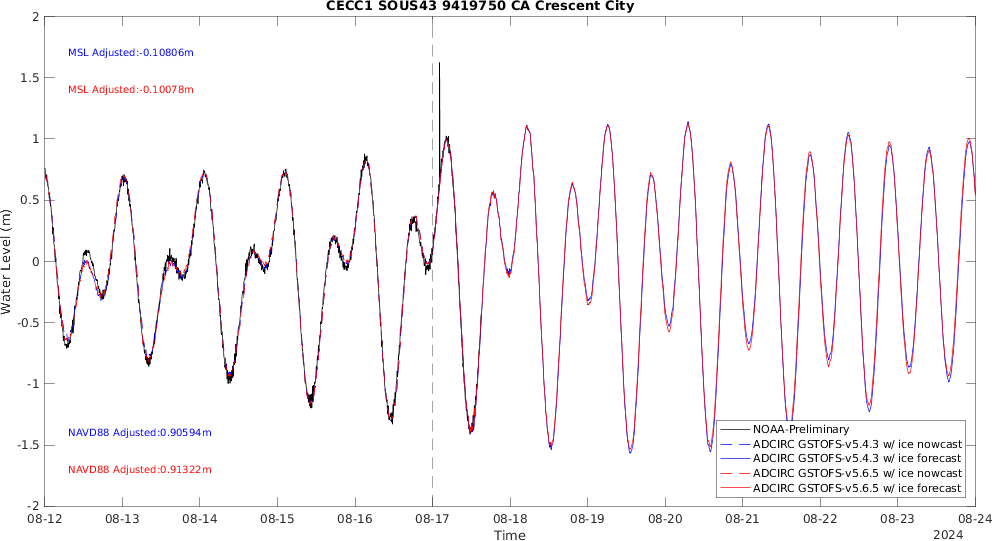 CECC1 SOUS43 9419750 CA Crescent City
MSL Adjusted:-0.10806m
MSL Adjusted:-0.10078m
NAVD88 Adjusted:0.90594m
NAVD88 Adjusted:0.91322m
Water Level (m)
2
1.5
1
0.5
0
-0.5
-1
-1.5
-2
NOAA-Preliminary
ADCIRC GSTOFS-v5.4.3 w/ ice nowcast
ADCIRC GSTOFS-v5.4.3 w/ ice forecast
ADCIRC GSTOFS-v5.6.5 w/ ice nowcast
ADCIRC GSTOFS-v5.6.5 w/ ice forecast
08-12 08-13 08-14 08-15 08-16 08-17 08-18 08-19 08-20 08-21 08-22 08-23 08-24
Time
2024